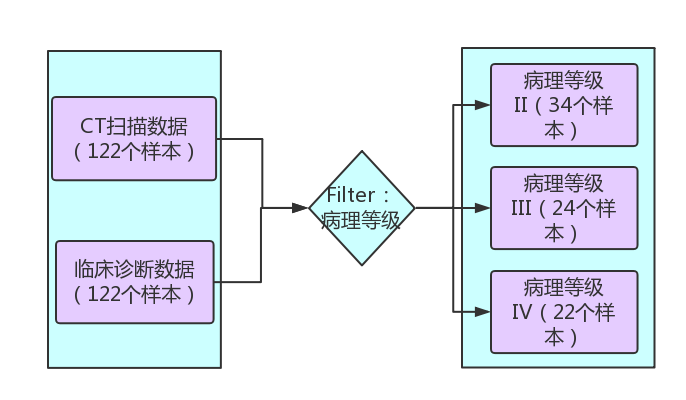 CT扫描数据
（122个样本）
临床诊断数据
（122个样本）
Filter：
病理等级
病理等级
II（34个样
本）
病理等级
III（24个样
本）
病理等级
IV（22个样
本）